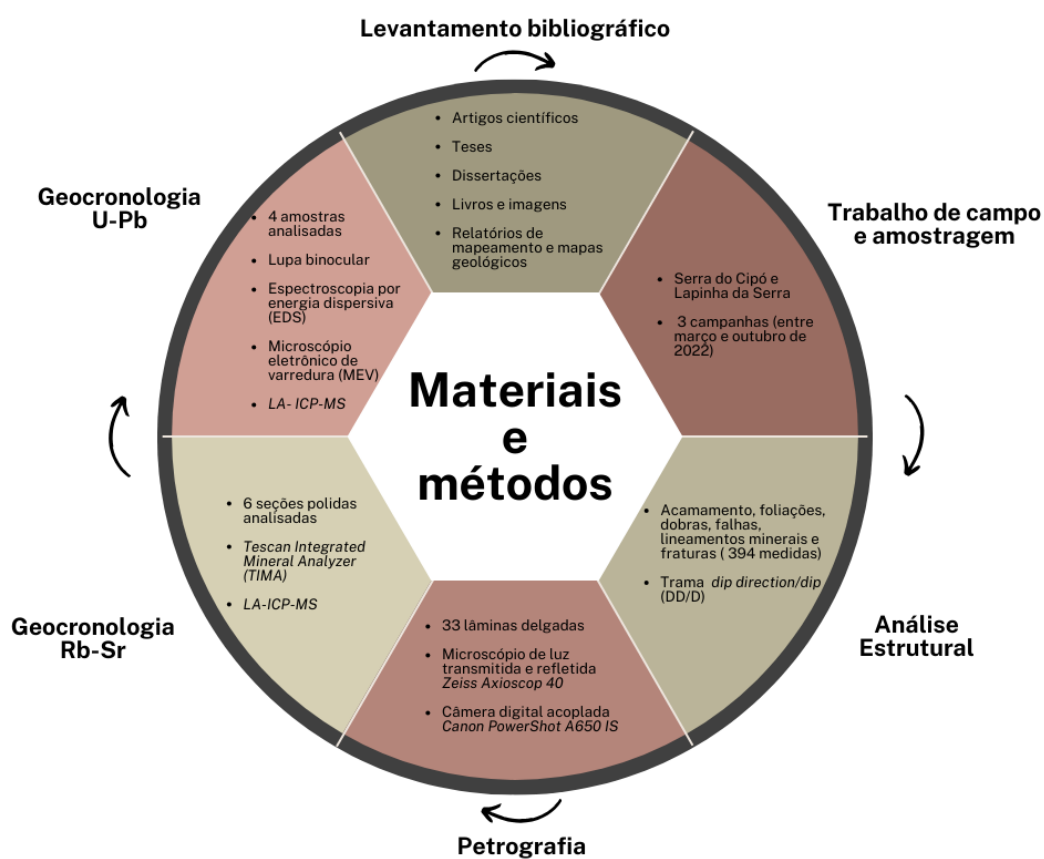 Levantamento bibliográfico
• Artigos científicos
• Teses
• Dissertações
• Livros e imagens
• Relatórios de
mapeamento e mapas
geológicos
Trabalho de campo
e amostragem
• Serra do Cipó e
Lapinha da Serra
• 3 campanhas (entre
março e outubro de
2022)
Análise
Estrutural
• Acamamento, foliações,
dobras, falhas,
lineamentos minerais e
fraturas ( 394 medidas)
• Trama dip direction/dip
(DD/D)
Petrografia
• 33 lâminas delgadas
• Microscópio de luz
transmitida e refletida
Zeiss Axioscop 40
• Câmera digital acoplada
Canon PowerShot A650 IS
Geocronologia
Rb-Sr
• 6 seções polidas
analisadas
• Tescan Integrated
Mineral Analyzer
(TIMA)
• LA-ICP-MS
Geocronologia
U-Pb
• 4 amostras
analisadas
• Lupa binocular
• Espectroscopia por
energia dispersiva
(EDS)
• Microscópio
eletrônico de
varredura (MEV)
• LA- ICP-MS
Materiais
e
métodos